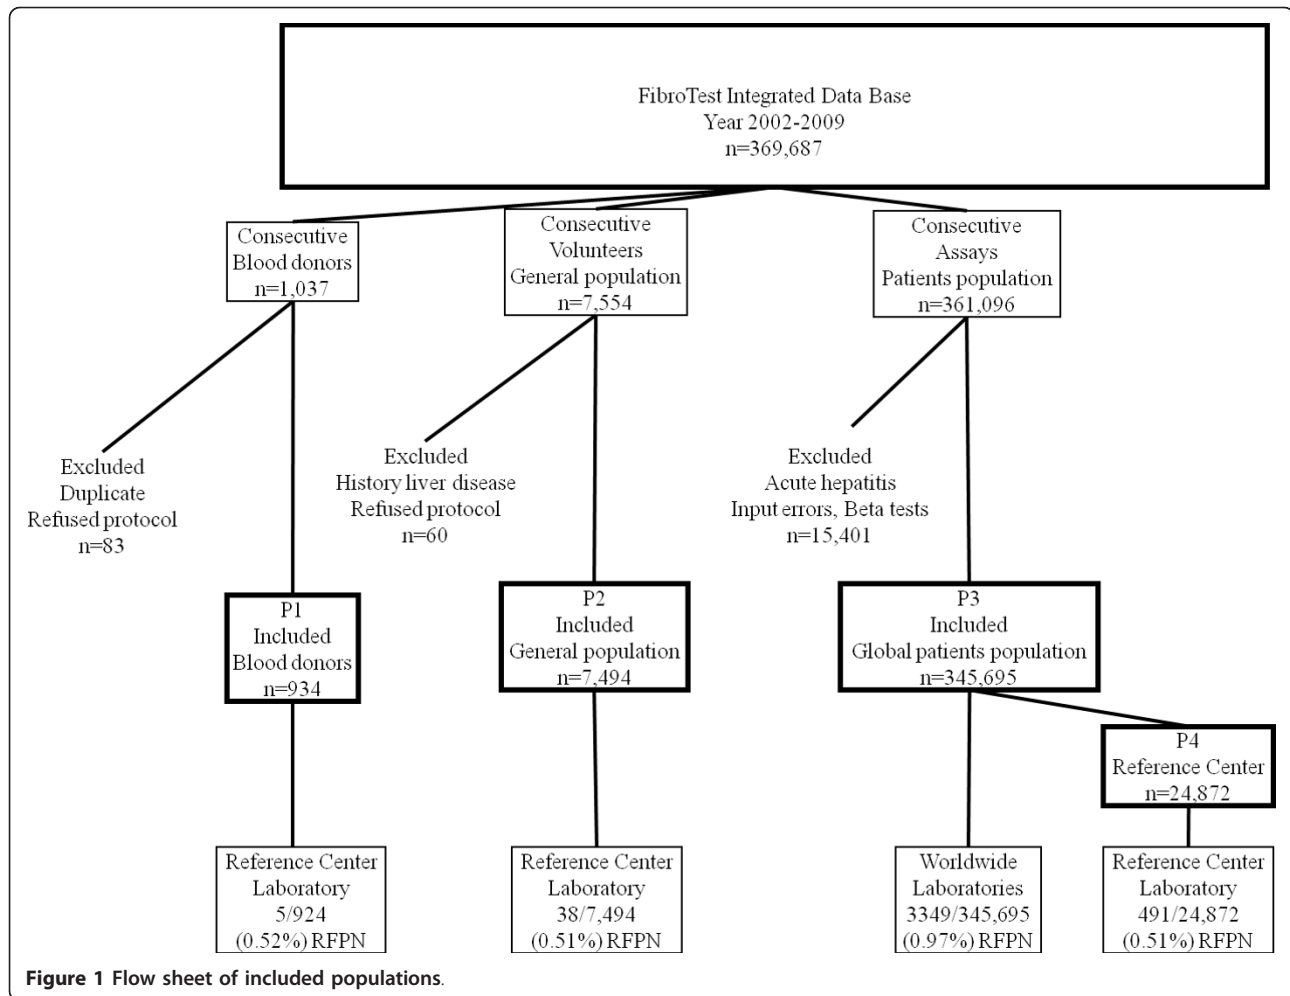 FibroTest Integrated Data Base
Year 2002-2009
n=369,687
Consecutive
Blood donors
n=1,037
Consecutive
Volunteers
General population
n=7,554
Consecutive
Assays
Patients population
n=361,096
Excluded
Duplicate
Refused protocol
n=83
Excluded
History liver disease
Refused protocol
n=60
Excluded
Acute hepatitis
Input errors, Beta tests
n=15,401
P1
Included
Blood donors
n=934
P2
Included
General population
n=7,494
P3
Included
Global patients population
n=345,695
P4
Reference Center
n=24,872
Reference Center
Laboratory
5/924
(0.52%) RFPN
Reference Center
Laboratory
38/7,494
(0.51%) RFPN
Worldwide
Laboratories
3349/345,695
(0.97%) RFPN
Reference Center
Laboratory
491/24,872
(0.51%) RFPN
Figure 1 Flow sheet of included populations.